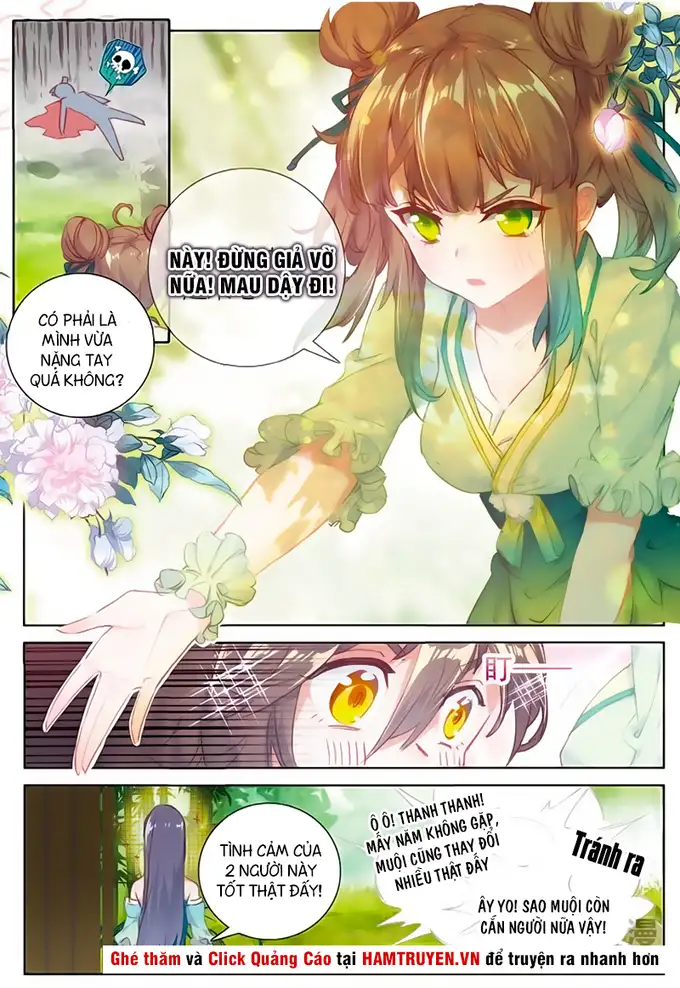 NÀY! ĐỪNG GIẢ VỜ
NỮA! MAU DẬY ĐI!
CÓ PHẢI LÀ
MÌNH VỪA
NẶNG TAY
QUÁ KHÔNG?
盯——
TÌNH CẢM CỦA
2 NGƯỜI NÀY
TỐT THẬT ĐẤY!
Ộ Ô! THANH THANH!
MẤY NĂM KHÔNG GẶP,
MUỘI CŨNG THAY ĐỔI
NHIỀU THẬT ĐẤY
Tránh ra
ÂY YO! SAO MUỘI CÒN
CẮN NGƯỜI NỮA VẬY!
漫
Ghé thăm và Click Quảng Cáo tại HAMTRUYEN.VN để truyện ra nhanh hơn